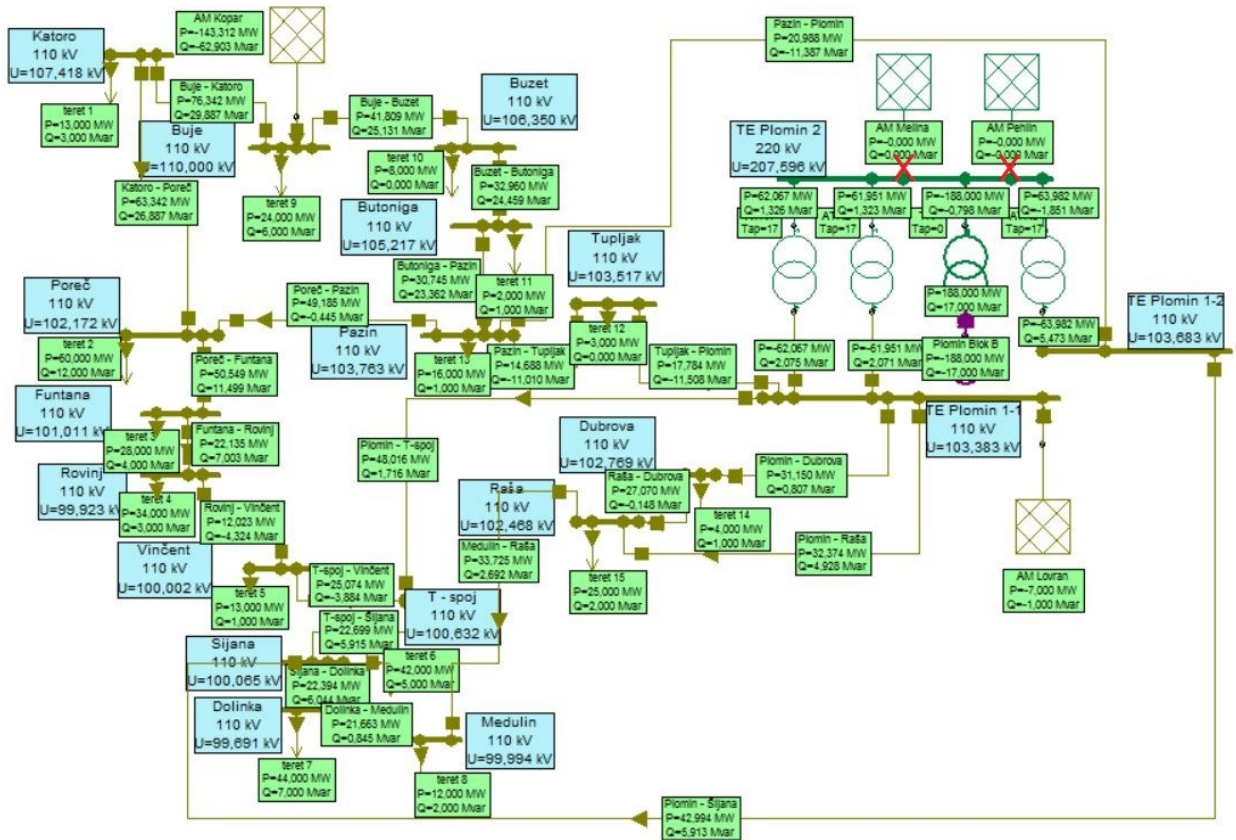 AM Kopar
P=-143,312 MW
Q=-62,903 Mvar
Katoro
110 kV
U=107,418 kV
Pazin - Plomin
P=20,988 MW
Q=-11,387 Mvar
Buje - Katoro
P=76,342 MW
Q=29,887 Mvar
Buje - Buzet
P=41,809 MW
Q=25,131 Mvar
Buzet
110 kV
U=106,350 kV
teret 1
P=13,000 MW
Q=3,000 Mvar
Buje
110 kV
U=110,000 kV
TE Plomin 2
220 kV
U=207,596 kV
AM Melina
P=-0,000 MW
Q=0,000 Mvar
AM Pehlin
P=-0,000 MW
teret 10
P=8,000 MW
Q=0,000 Mvar
Buzet - Butoniga
P=32,960 MW
Q=24,459 Mvar
Katoro - Poreč
P=63,342 MW
Q=26,887 Mvar
teret 9
P=24,000 MW
Q=6,000 Mvar
Butoniga
110 kV
U=105,217 kV
P=62,067 MW
Q=1,326 Mvar
P=61,951 MW
Q=1,323 Mvar
P=-188,000 MW
Q=-0,798 Mvar
P=63,982 MW
Q=-1,851 Mvar
Tap=17
Tap=17
Tap=0
Tap=17
Tupljak
110 kV
U=103,517 kV
Butoniga - Pazin
P=30,745 MW
Q=23,362 Mvar
teret 11
P=2,000 MW
Q=1,000 Mvar
Poreč
110 kV
U=102,172 kV
Poreč - Pazin
P=49,185 MW
Q=-0,445 Mvar
P=188,000 MW
Q=17,000 Mvar
TE Plomin 1-2
110 kV
U=103,683 kV
Pazin
110 kV
U=103,763 kV
teret 12
P=3,000 MW
Q=0,000 Mvar
P=-63,982 MW
Q=5,473 Mvar
teret 2
P=60,000 MW
Q=12,000 Mvar
Poreč - Funtana
P=50,549 MW
Q=11,499 Mvar
teret 13
P=16,000 MW
Q=1,000 Mvar
Pazin - Tupljak
P=14,688 MW
Q=-11,010 Mvar
Tupljak - Plomin
P=17,784 MW
Q=-11,508 Mvar
P=-62,067 MW
Q=2,075 Mvar
P=-61,951 MW
Q=2,071 Mvar
Plomin Blok B
P=-188,000 MW
Q=-17,000 Mvar
Funtana
110 kV
U=101,011 kV
TE Plomin 1-1
110 kV
U=103,383 kV
teret 3
P=28,000 MW
Q=4,000 Mvar
Funtana - Rovinj
P=22,135 MW
Q=7,003 Mvar
Plomin - T-spoj
P=48,016 MW
Q=1,716 Mvar
Dubrova
110 kV
U=102,769 kV
Plomin - Dubrova
P=31,150 MW
Q=0,807 Mvar
Rovinj
110 kV
U=99,923 kV
Raša - Dubrova
P=27,070 MW
Q=-0,148 Mvar
teret 4
P=34,000 MW
Q=3,000 Mvar
Rovinj - Vinčent
P=12,023 MW
Q=-4,324 Mvar
Raša
110 kV
U=102,468 kV
teret 14
P=4,000 MW
Q=1,000 Mvar
Plomin - Raša
P=32,374 MW
Q=4,928 Mvar
Vinčent
110 kV
U=100,002 kV
Medulin - Raša
P=33,725 MW
Q=2,692 Mvar
T-spoj - Vinčent
P=25,074 MW
Q=-3,884 Mvar
teret 15
P=25,000 MW
Q=2,000 Mvar
AM Lovran
P=-7,000 MW
Q=-1,000 Mvar
teret 5
P=13,000 MW
Q=1,000 Mvar
T - spoj
110 kV
U=100,632 kV
T-spoj - Šijana
P=22,699 MW
Q=5,915 Mvar
Šijana
110 kV
U=100,065 kV
teret 6
P=42,000 MW
Q=5,000 Mvar
Šijana - Dolinka
P=22,394 MW
Q=6,044 Mvar
Dolinka
110 kV
U=99,691 kV
Dolinka - Medulin
P=21,663 MW
Q=0,845 Mvar
Medulin
110 kV
U=99,994 kV
teret 7
P=44,000 MW
Q=7,000 Mvar
teret 8
P=12,000 MW
Q=2,000 Mvar
Plomin - Šijana
P=42,994 MW
Q=5,913 Mvar